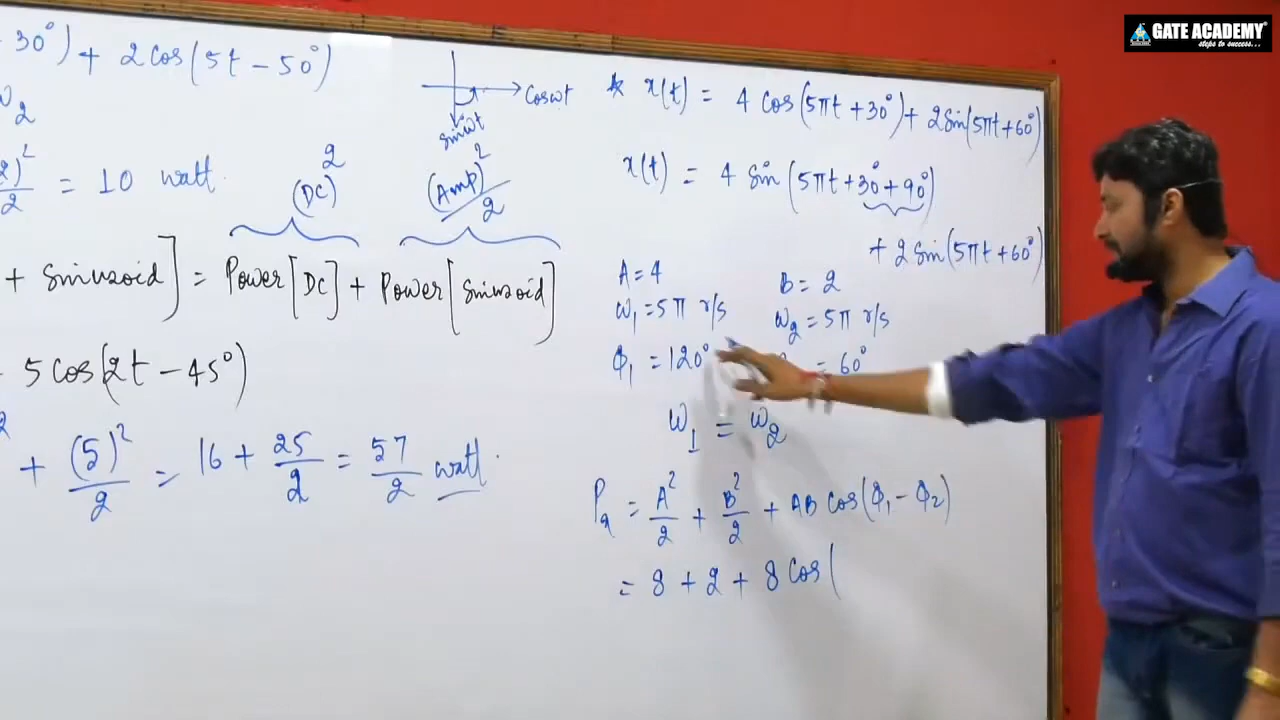 GATE ACADEMY
steps to success...
30°) + 2 cos(5t - 50°)
ω2
2)²/2 = 10 watt.
cosωt
sinωt
(DC)²
(Amp)²/2
+ Sinusoid] = Power[DC] + Power[Sinusoid]
5 cos(2t - 45°)
+ (5)²/2 = 16 + 25/2 = 57/2 watt.
* x(t) = 4 cos(5πt + 30°) + 2 sin(5πt + 60°)
x(t) = 4 sin(5πt + 30° + 90°)
+ 2 sin(5πt + 60°)
A = 4 B = 2
ω1 = 5π r/s ω2 = 5π r/s
ϕ1 = 120° = 60°
ω1 = ω2
Px = A²/2 + B²/2 + AB cos(ϕ1 - ϕ2)
= 8 + 2 + 8 cos(